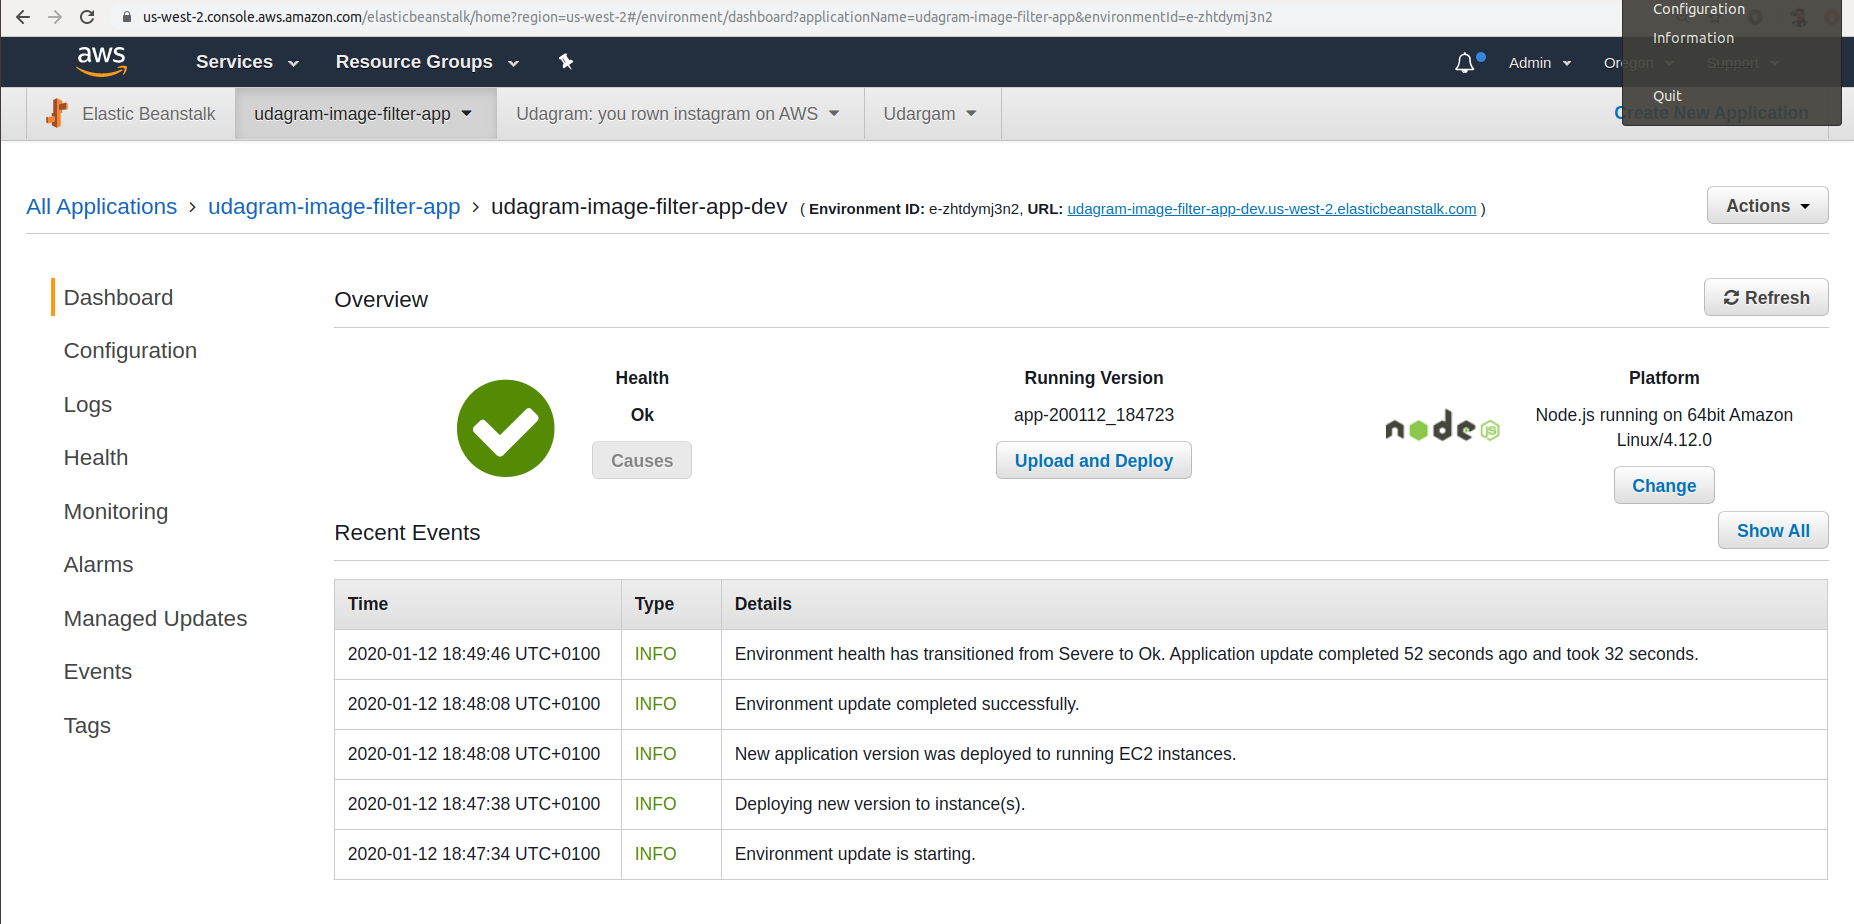 us-west-2.console.aws.amazon.com/elasticbeanstalk/home?region=us-west-2#/environment/dashboard?applicationName=udagram-image-filter-app&environmentId=e-zhtdymj3n2
Configuration
Information
Quit
aws
Services
Resource Groups
Admin
Oregon
Support
Elastic Beanstalk
udagram-image-filter-app
Udagram: you rown instagram on AWS
Udargam
Create New Application
All Applications > udagram-image-filter-app > udagram-image-filter-app-dev ( Environment ID: e-zhtdymj3n2, URL: udagram-image-filter-app-dev.us-west-2.elasticbeanstalk.com )
Actions
Dashboard
Configuration
Logs
Health
Monitoring
Alarms
Managed Updates
Events
Tags
Overview
Refresh
Health
Ok
Causes
Running Version
app-200112_184723
Upload and Deploy
node JS
Platform
Node.js running on 64bit Amazon
Linux/4.12.0
Change
Recent Events
Show All
Time Type Details
2020-01-12 18:49:46 UTC+0100 INFO Environment health has transitioned from Severe to Ok. Application update completed 52 seconds ago and took 32 seconds.
2020-01-12 18:48:08 UTC+0100 INFO Environment update completed successfully.
2020-01-12 18:48:08 UTC+0100 INFO New application version was deployed to running EC2 instances.
2020-01-12 18:47:38 UTC+0100 INFO Deploying new version to instance(s).
2020-01-12 18:47:34 UTC+0100 INFO Environment update is starting.